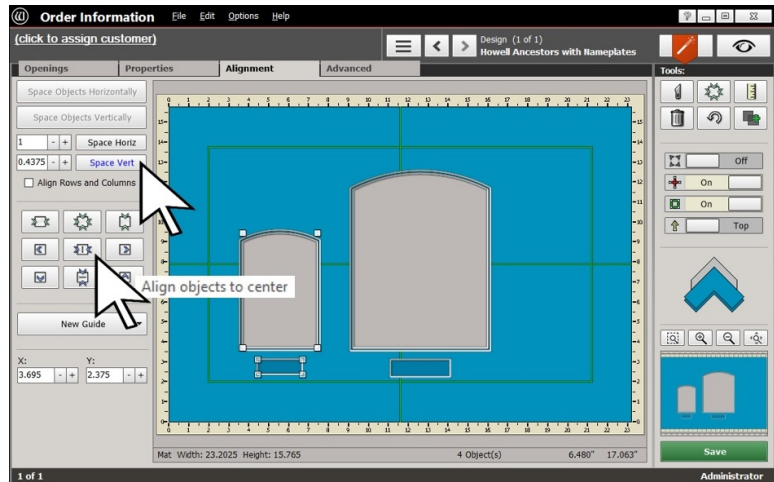 Order Information File Edit Options Help
(click to assign customer)
Design (1 of 1)
Howell Ancestors with Nameplates
Openings Properties Alignment Advanced
Tools:
Space Objects Horizontally
Space Objects Vertically
1 - + Space Horiz
0.4375 - + Space Vert
Align Rows and Columns
Off
On
On
Top
Align objects to center
New Guide
X: Y:
3.695 - + 2.375 - +
Mat Width: 23.2025 Height: 15.765 4 Object(s) 6.480" 17.063"
Save
1 of 1 Administrator